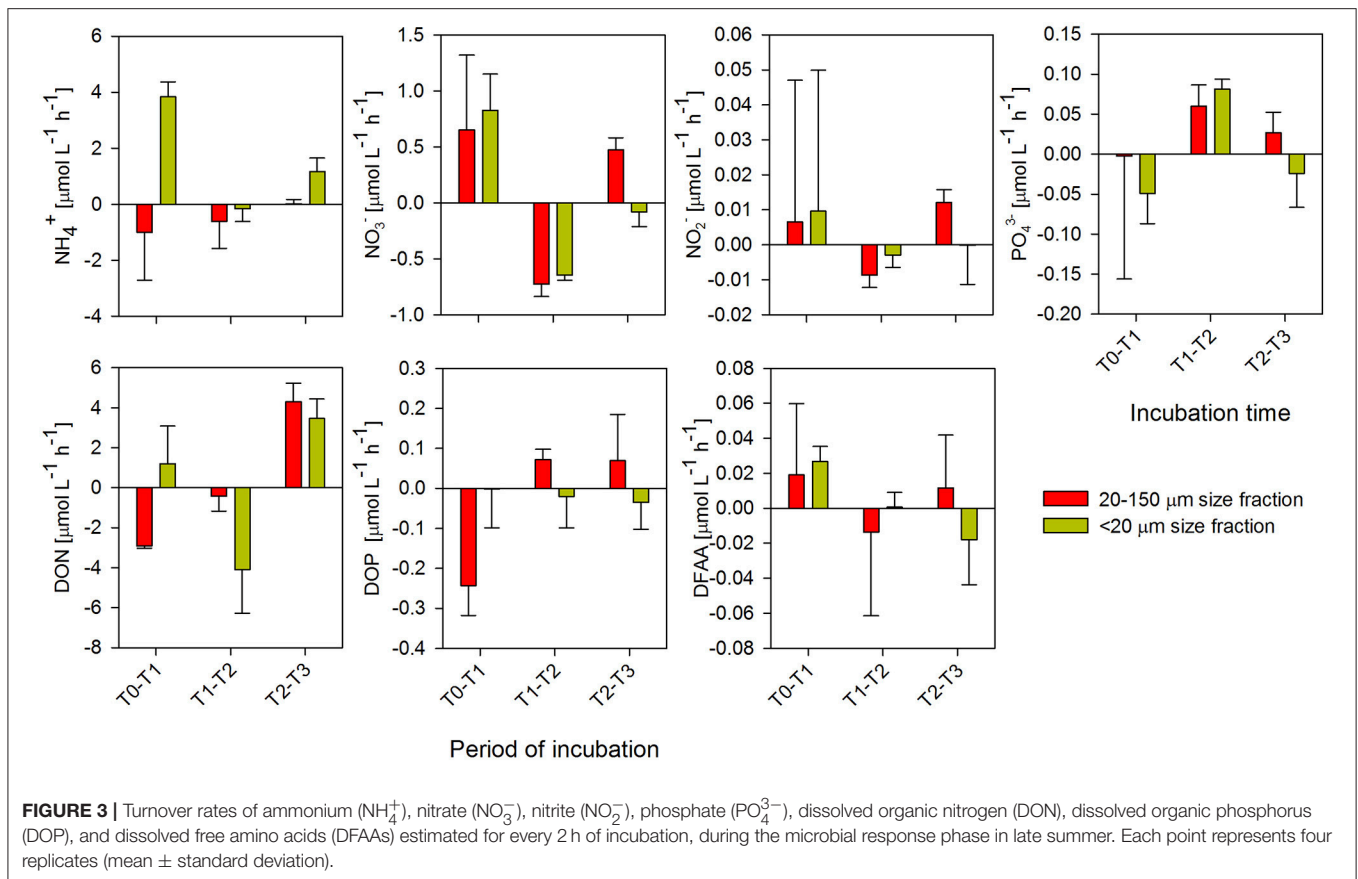 NH₄⁺ [µmol L⁻¹ h⁻¹]
6
4
2
0
-2
-4
NO₃⁻ [µmol L⁻¹ h⁻¹]
1.5
1.0
0.5
0.0
-0.5
-1.0
NO₂⁻ [µmol L⁻¹ h⁻¹]
0.06
0.05
0.04
0.03
0.02
0.01
0.00
-0.01
-0.02
PO₄³⁻ [µmol L⁻¹ h⁻¹]
0.15
0.10
0.05
0.00
-0.05
-0.10
-0.15
-0.20
T0-T1
T1-T2
T2-T3
Incubation time
DON [µmol L⁻¹ h⁻¹]
6
4
2
0
-2
-4
-6
-8
T0-T1
T1-T2
T2-T3
DOP [µmol L⁻¹ h⁻¹]
0.3
0.2
0.1
0.0
-0.1
-0.2
-0.3
-0.4
T0-T1
T1-T2
T2-T3
DFAA [µmol L⁻¹ h⁻¹]
0.08
0.06
0.04
0.02
0.00
-0.02
-0.04
-0.06
-0.08
T0-T1
T1-T2
T2-T3
20-150 µm size fraction
<20 µm size fraction
Period of incubation
FIGURE 3 | Turnover rates of ammonium (NH₄⁺), nitrate (NO₃⁻), nitrite (NO₂⁻), phosphate (PO₄³⁻), dissolved organic nitrogen (DON), dissolved organic phosphorus
(DOP), and dissolved free amino acids (DFAAs) estimated for every 2 h of incubation, during the microbial response phase in late summer. Each point represents four
replicates (mean ± standard deviation).